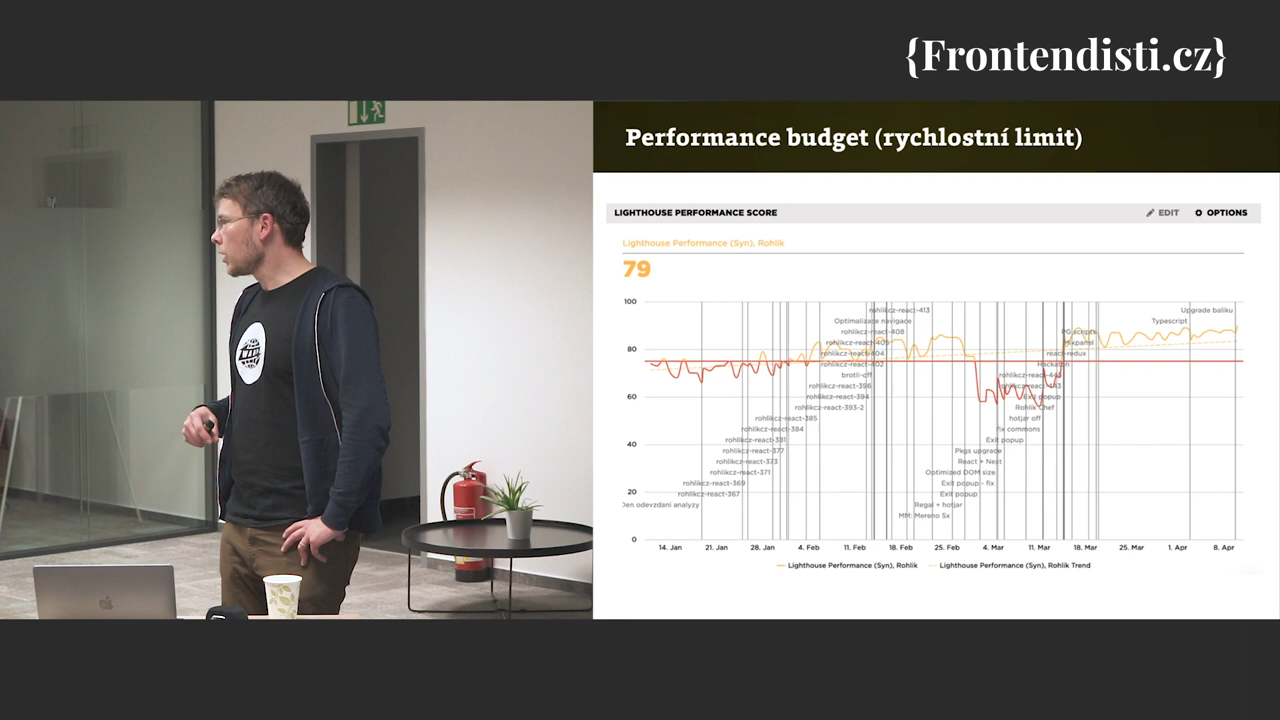 {Frontendisti.cz}
Performance budget (rychlostní limit)
LIGHTHOUSE PERFORMANCE SCORE
EDIT
OPTIONS
Lighthouse Performance (Syn), Rohlik
79
100
80
60
40
20
0
rohlikcz-react-413
Optimalizace navigace
rohlikcz-react-408
rohlikcz-react-409
rohlikcz-react-404
rohlikcz-react-402
brotli-off
rohlikcz-react-396
rohlikcz-react-394
rohlikcz-react-393-2
rohlikcz-react-385
rohlikcz-react-384
rohlikcz-react-381
rohlikcz-react-377
rohlikcz-react-373
rohlikcz-react-371
rohlikcz-react-369
rohlikcz-react-367
Den odevzdani analyzy
Upgrade baliku
Typescript
PG scripts
Mixpanel
react-redux
Hackaton
rohlikcz-react-443
Exit popup
Rohlik Chef
hotjar off
fix commons
Exit popup
Pkgs upgrade
React + Next
Optimized DOM size
Exit popup - fix
Exit popup
Regal + hotjar
MM: Mereno 5x
14. Jan
21. Jan
28. Jan
4. Feb
11. Feb
18. Feb
25. Feb
4. Mar
11. Mar
18. Mar
25. Mar
1. Apr
8. Apr
Lighthouse Performance (Syn), Rohlik
Lighthouse Performance (Syn), Rohlik Trend